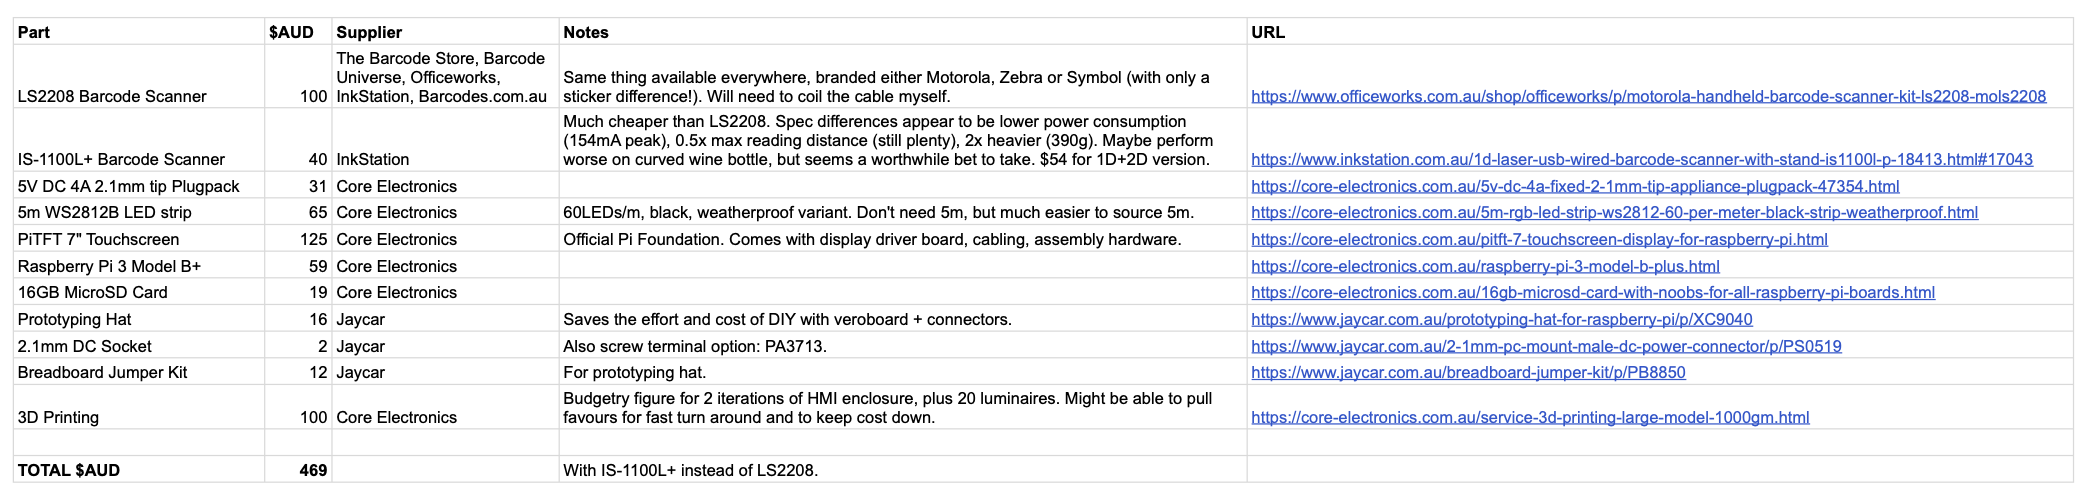 Part $AUD Supplier Notes URL
The Barcode Store, Barcode
Universe, Officeworks, Same thing available everywhere, branded either Motorola, Zebra or Symbol (with only a
LS2208 Barcode Scanner 100 InkStation, Barcodes.com.au sticker difference!). Will need to coil the cable myself. https://www.officeworks.com.au/shop/officeworks/p/motorola-handheld-barcode-scanner-kit-ls2208-mols2208
Much cheaper than LS2208. Spec differences appear to be lower power consumption
(154mA peak), 0.5x max reading distance (still plenty), 2x heavier (390g). Maybe perform
IS-1100L+ Barcode Scanner 40 InkStation worse on curved wine bottle, but seems a worthwhile bet to take. $54 for 1D+2D version. https://www.inkstation.com.au/1d-laser-usb-wired-barcode-scanner-with-stand-is1100l-p-18413.html#17043
5V DC 4A 2.1mm tip Plugpack 31 Core Electronics https://core-electronics.com.au/5v-dc-4a-fixed-2-1mm-tip-appliance-plugpack-47354.html
5m WS2812B LED strip 65 Core Electronics 60LEDs/m, black, weatherproof variant. Don't need 5m, but much easier to source 5m. https://core-electronics.com.au/5m-rgb-led-strip-ws2812-60-per-meter-black-strip-weatherproof.html
PiTFT 7" Touchscreen 125 Core Electronics Official Pi Foundation. Comes with display driver board, cabling, assembly hardware. https://core-electronics.com.au/pitft-7-touchscreen-display-for-raspberry-pi.html
Raspberry Pi 3 Model B+ 59 Core Electronics https://core-electronics.com.au/raspberry-pi-3-model-b-plus.html
16GB MicroSD Card 19 Core Electronics https://core-electronics.com.au/16gb-microsd-card-with-noobs-for-all-raspberry-pi-boards.html
Prototyping Hat 16 Jaycar Saves the effort and cost of DIY with veroboard + connectors. https://www.jaycar.com.au/prototyping-hat-for-raspberry-pi/p/XC9040
2.1mm DC Socket 2 Jaycar Also screw terminal option: PA3713. https://www.jaycar.com.au/2-1mm-pc-mount-male-dc-power-connector/p/PS0519
Breadboard Jumper Kit 12 Jaycar For prototyping hat. https://www.jaycar.com.au/breadboard-jumper-kit/p/PB8850
Budgetry figure for 2 iterations of HMI enclosure, plus 20 luminaires. Might be able to pull
3D Printing 100 Core Electronics favours for fast turn around and to keep cost down. https://core-electronics.com.au/service-3d-printing-large-model-1000gm.html
TOTAL $AUD 469 With IS-1100L+ instead of LS2208.